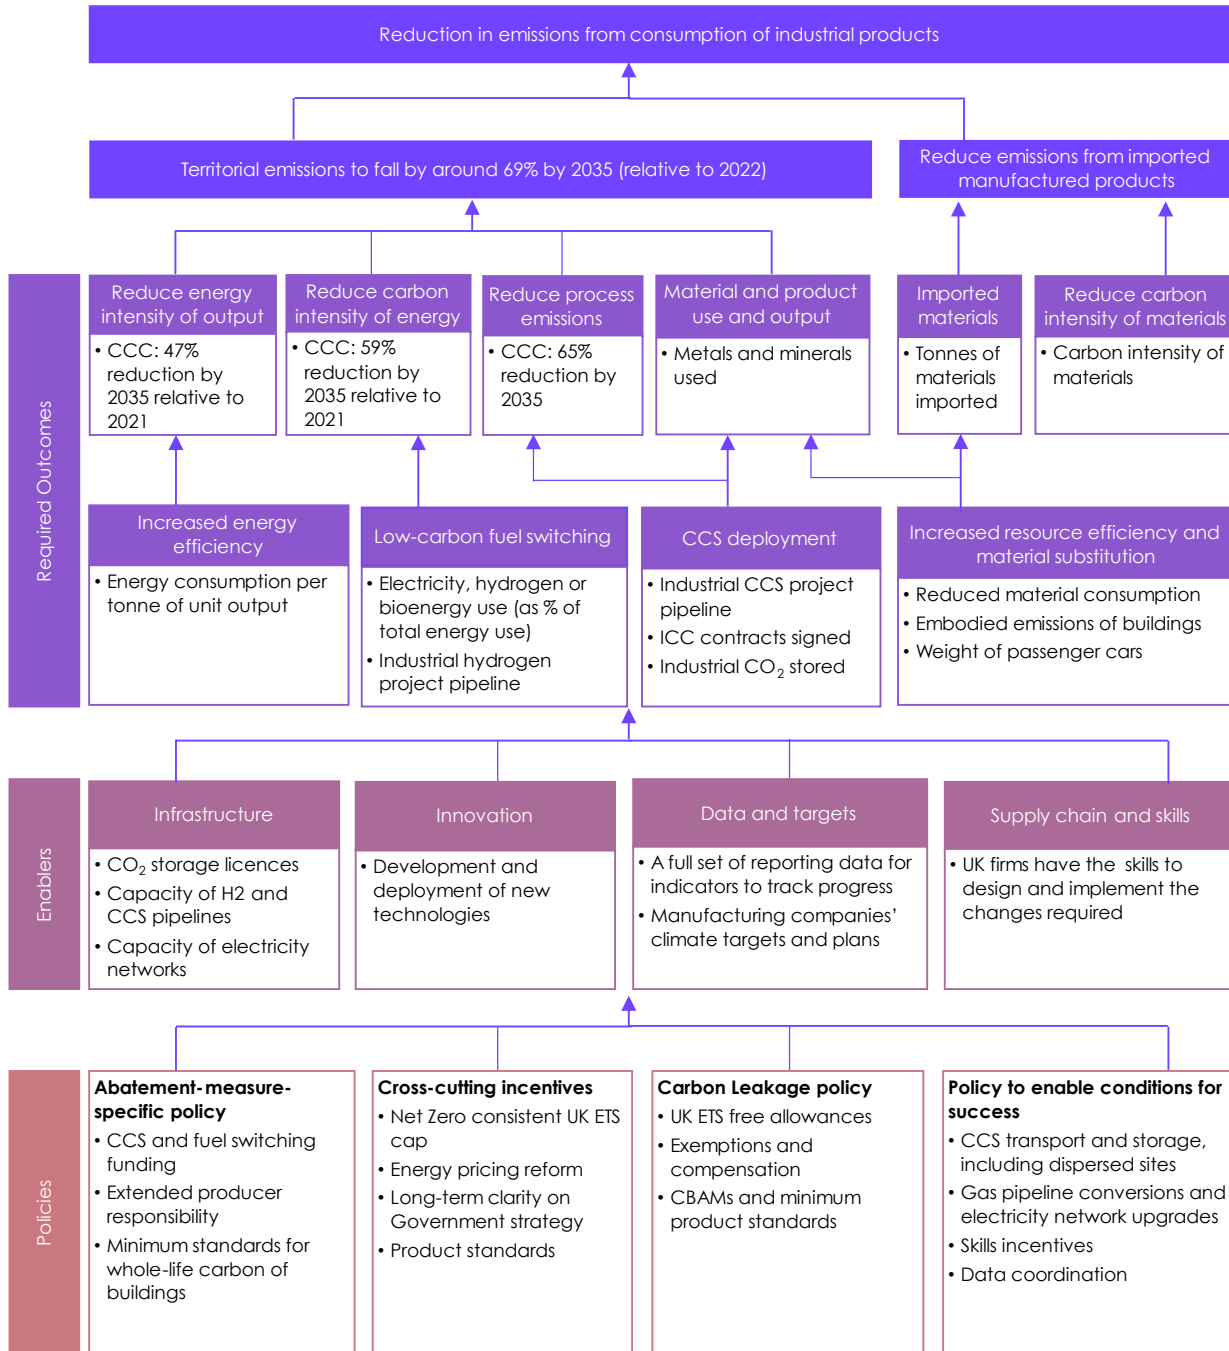 Reduction in emissions from consumption of industrial products
Territorial emissions to fall by around 69% by 2035 (relative to 2022)
Reduce emissions from imported
manufactured products
Required Outcomes
Reduce energy
intensity of output
• CCC: 47%
reduction by
2035 relative to
2021
Reduce carbon
intensity of energy
• CCC: 59%
reduction by
2035 relative to
2021
Reduce process
emissions
• CCC: 65%
reduction by
2035
Material and product
use and output
• Metals and minerals
used
Imported
materials
• Tonnes of
materials
imported
Reduce carbon
intensity of materials
• Carbon intensity of
materials
Increased energy
efficiency
• Energy consumption per
tonne of unit output
Low-carbon fuel switching
• Electricity, hydrogen or
bioenergy use (as % of
total energy use)
• Industrial hydrogen
project pipeline
CCS deployment
• Industrial CCS project
pipeline
• ICC contracts signed
• Industrial CO₂ stored
Increased resource efficiency and
material substitution
• Reduced material consumption
• Embodied emissions of buildings
• Weight of passenger cars
Enablers
Infrastructure
• CO₂ storage licences
• Capacity of H2 and
CCS pipelines
• Capacity of electricity
networks
Innovation
• Development and
deployment of new
technologies
Data and targets
• A full set of reporting data for
indicators to track progress
• Manufacturing companies’
climate targets and plans
Supply chain and skills
• UK firms have the skills to
design and implement the
changes required
Policies
Abatement-measure-
specific policy
• CCS and fuel switching
funding
• Extended producer
responsibility
• Minimum standards for
whole-life carbon of
buildings
Cross-cutting incentives
• Net Zero consistent UK ETS
cap
• Energy pricing reform
• Long-term clarity on
Government strategy
• Product standards
Carbon Leakage policy
• UK ETS free allowances
• Exemptions and
compensation
• CBAMs and minimum
product standards
Policy to enable conditions for
success
• CCS transport and storage,
including dispersed sites
• Gas pipeline conversions and
electricity network upgrades
• Skills incentives
• Data coordination